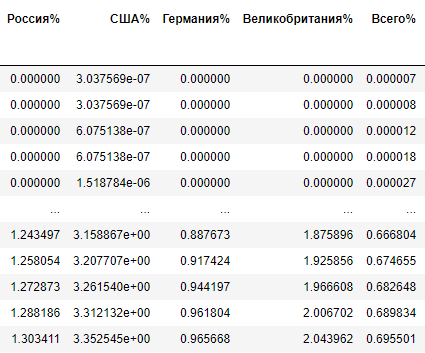 Россия% США% Германия% Великобритания% Всего%
0.000000 3.037569e-07 0.000000 0.000000 0.000007
0.000000 3.037569e-07 0.000000 0.000000 0.000008
0.000000 6.075138e-07 0.000000 0.000000 0.000012
0.000000 6.075138e-07 0.000000 0.000000 0.000018
0.000000 1.518784e-06 0.000000 0.000000 0.000027
... ... ... ... ...
1.243497 3.158867e+00 0.887673 1.875896 0.666804
1.258054 3.207707e+00 0.917424 1.925856 0.674655
1.272873 3.261540e+00 0.944197 1.966608 0.682648
1.288186 3.312132e+00 0.961804 2.006702 0.689834
1.303411 3.352545e+00 0.965668 2.043962 0.695501